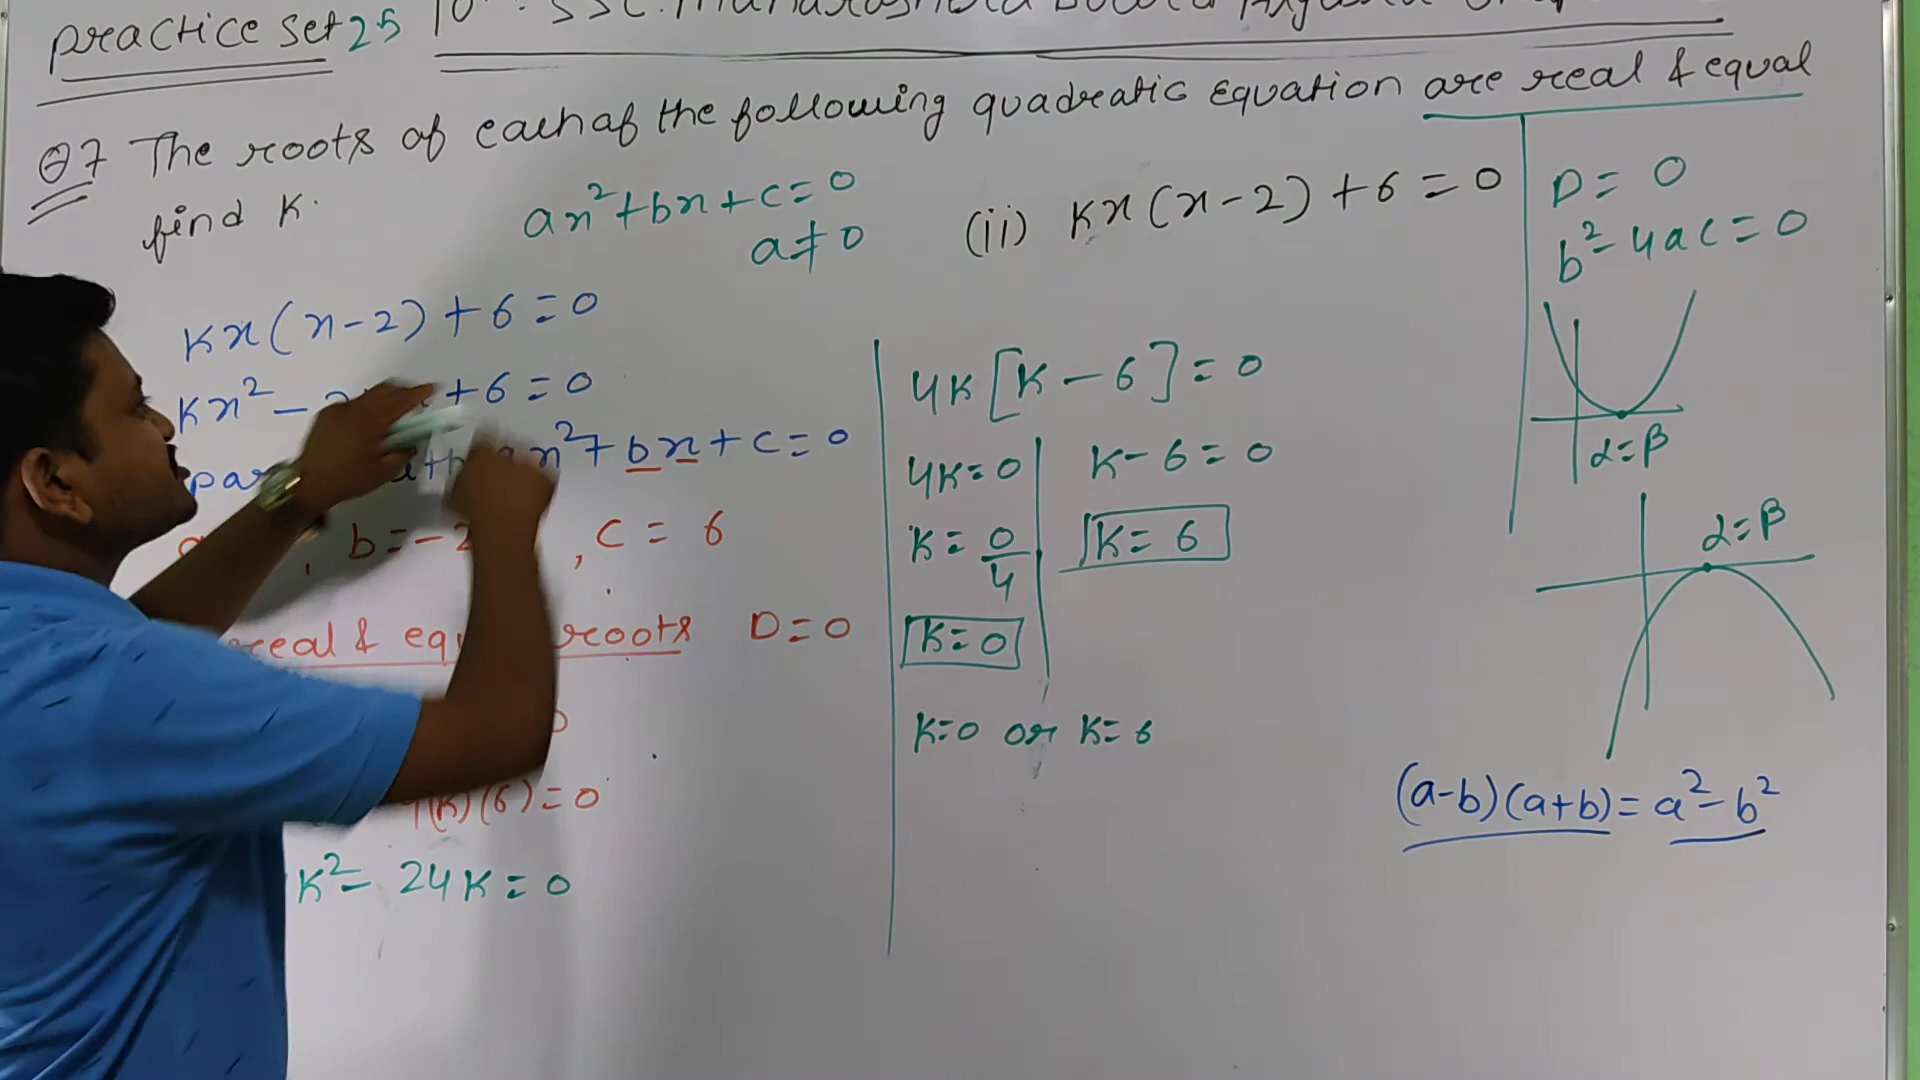 practice set 25
Q7 The roots of each of the following quadratic Equation are real & equal
find K.
ax²+bx+c=0
a≠0
(ii) Kx(x-2)+6=0
D=0
b²-4ac=0
Kx(x-2)+6=0
Kx²- +6=0
x²+bx+c=0
b=-2 , c=6
real & roots D=0
(6)=0
K²-24K=0
4K[K-6]=0
4K=0
K=0/4
K=0
K-6=0
K=6
K=0 or K=6
α=β
α=β
(a-b)(a+b)=a²-b²